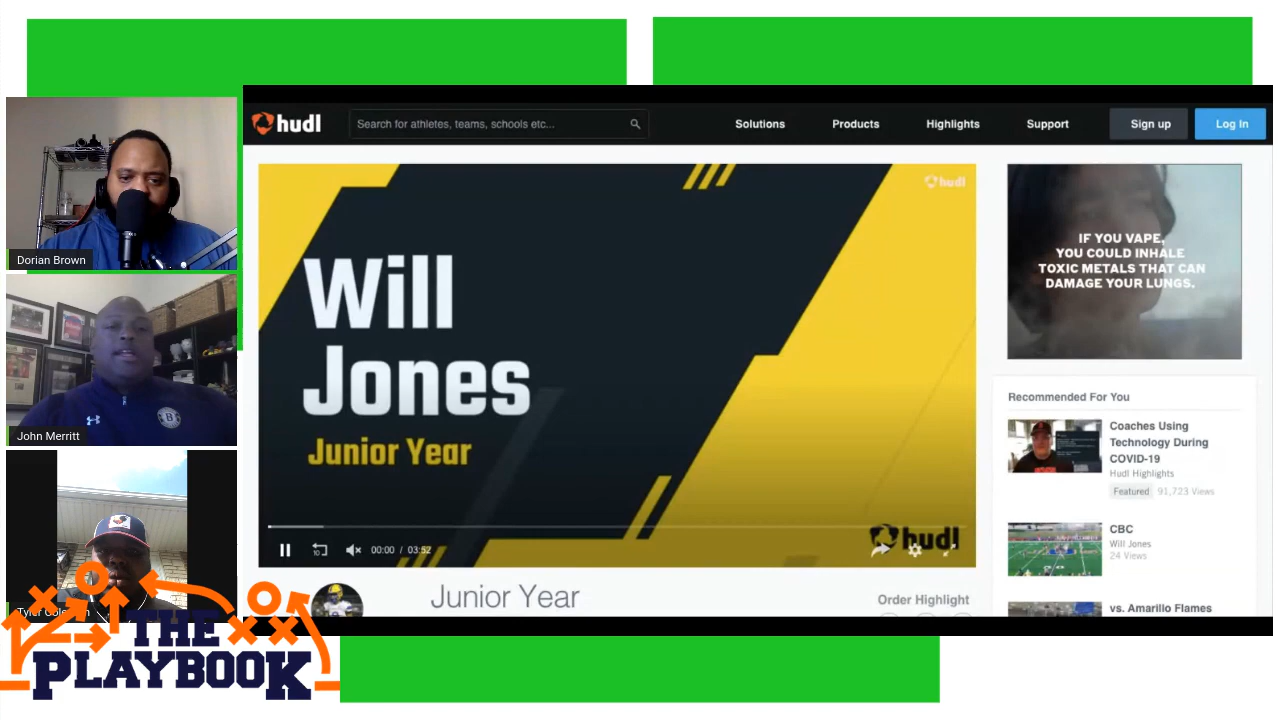 hudl
Search for athletes, teams, schools etc...
Solutions
Products
Highlights
Support
Sign up
Log In
Dorian Brown
John Merritt
B
hudl
Will
Jones
Junior Year
hudl
10
00:00 / 03:52
Junior Year
Order Highlight
IF YOU VAPE,
YOU COULD INHALE
TOXIC METALS THAT CAN
DAMAGE YOUR LUNGS.
Recommended For You
Coaches Using
Technology During
COVID-19
Hudl Highlights
Featured 91,723 Views
CBC
Will Jones
24 Views
vs. Amarillo Flames
THE
PLAYBOOK